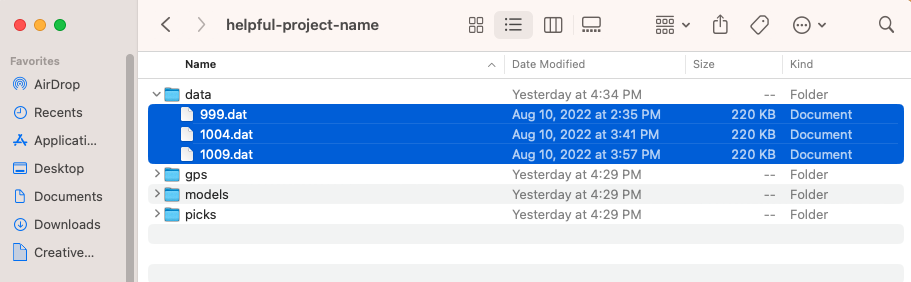 helpful-project-name
Favorites
AirDrop
Recents
Applicati...
Desktop
Documents
Downloads
Creative...
Name Date Modified Size Kind
data Yesterday at 4:34 PM -- Folder
999.dat Aug 10, 2022 at 2:35 PM 220 KB Document
1004.dat Aug 10, 2022 at 3:41 PM 220 KB Document
1009.dat Aug 10, 2022 at 3:57 PM 220 KB Document
gps Yesterday at 4:29 PM -- Folder
models Yesterday at 4:29 PM -- Folder
picks Yesterday at 4:29 PM -- Folder